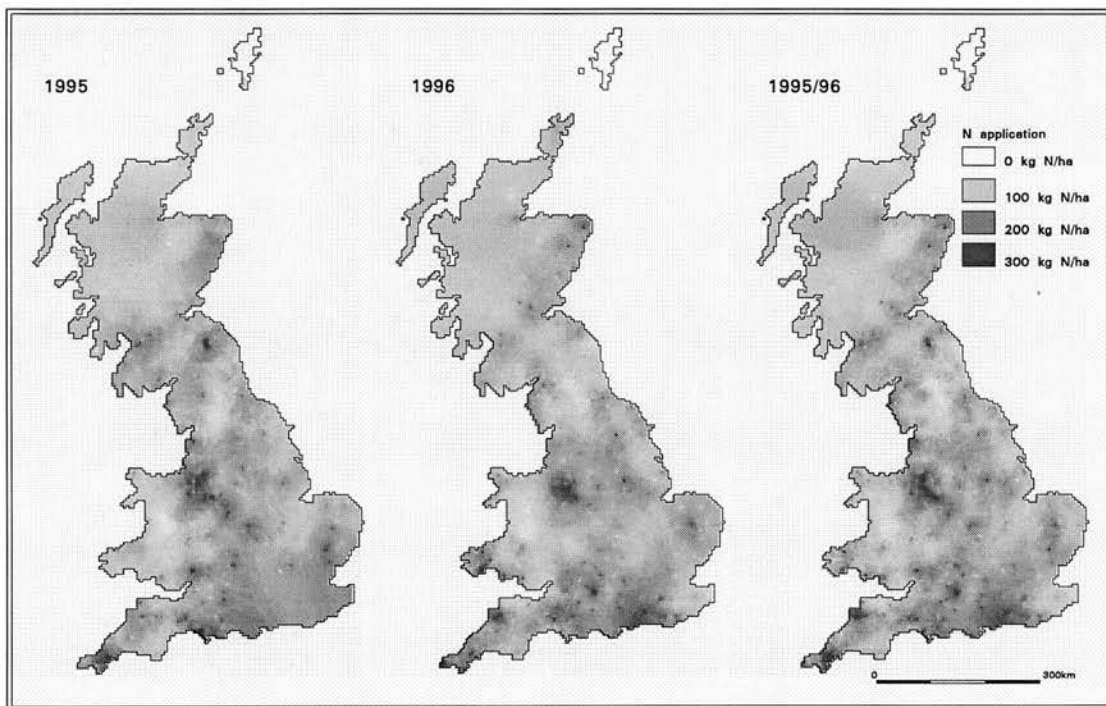 1995
1996
1995/96
N application
0 kg N/ha
100 kg N/ha
200 kg N/ha
300 kg N/ha
0
300km